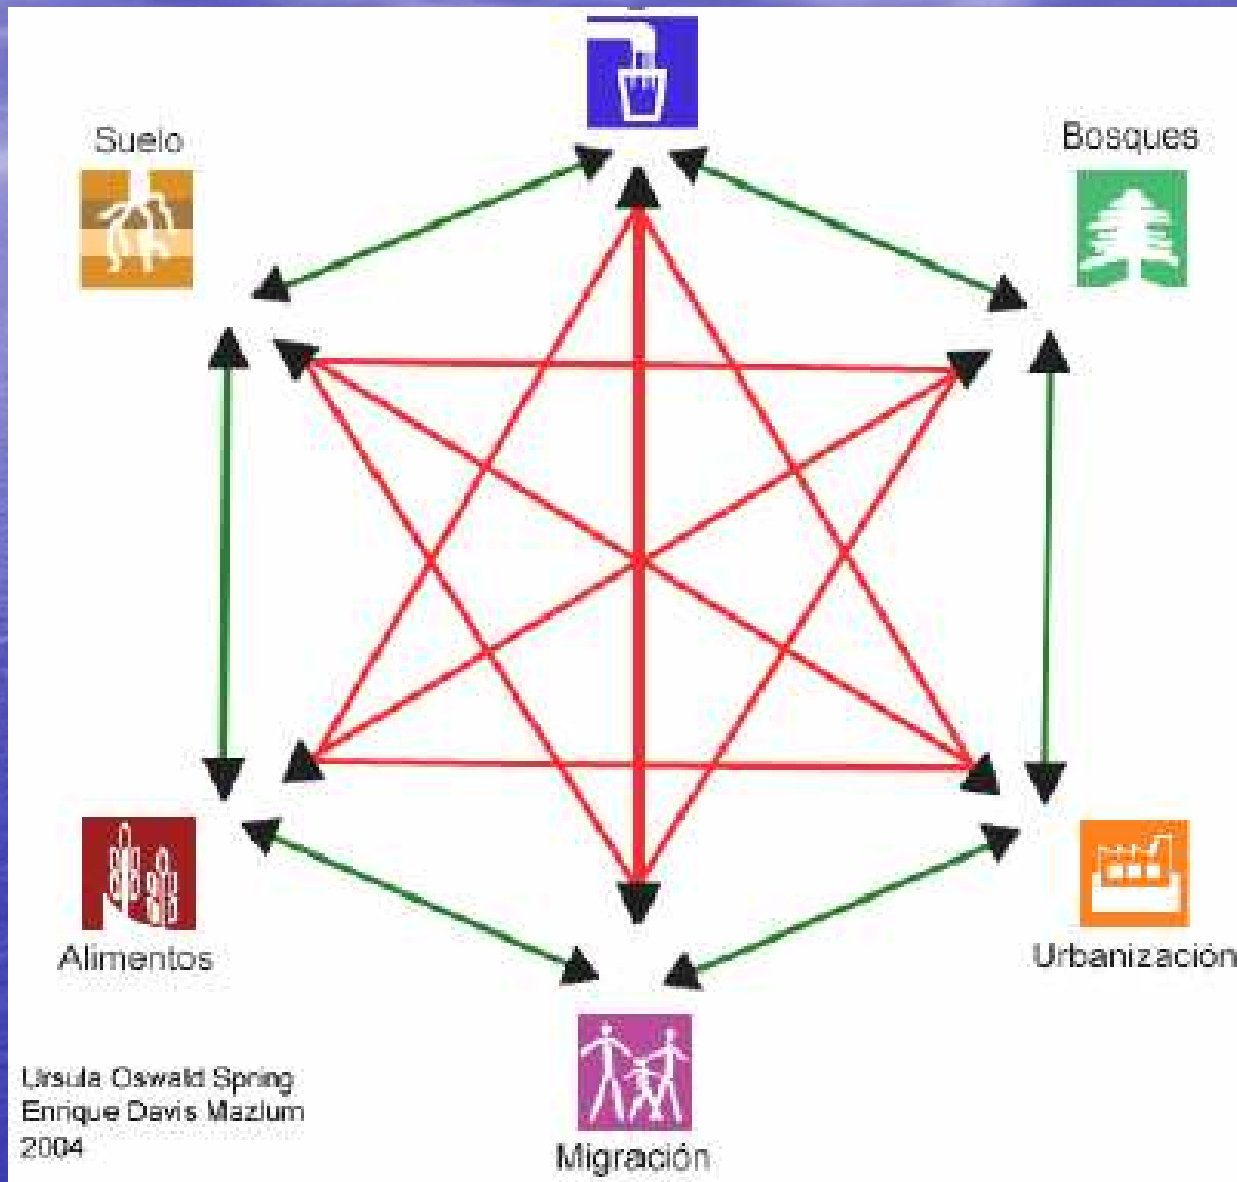 Suelo
Bosques
Alimentos
Urbanización
Migración
Ursula Oswald Spring
Enrique Davis Mazlum
2004